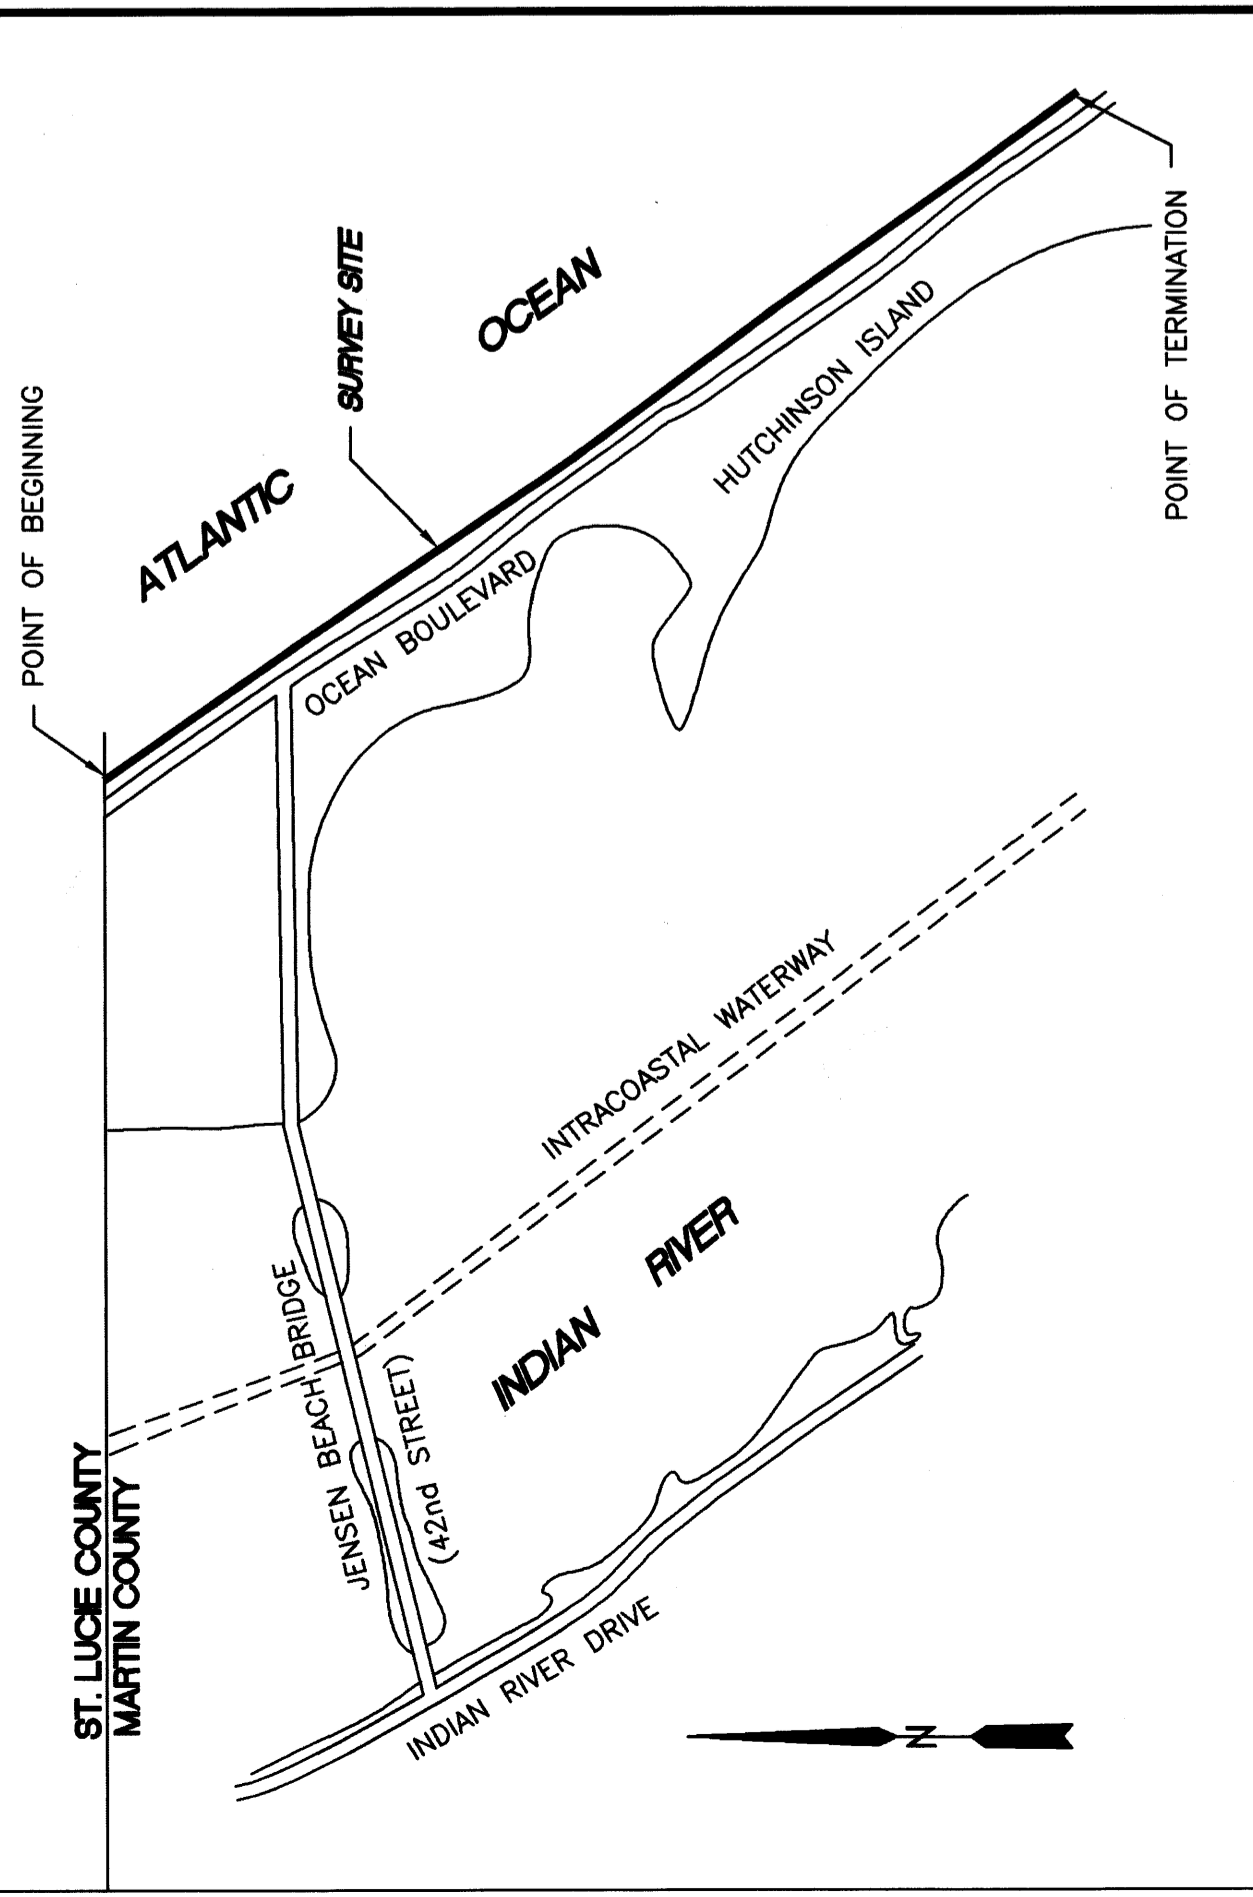 ST. LUCIE COUNTY
MARTIN COUNTY
POINT OF BEGINNING
ATLANTIC
OCEAN
SURVEY SITE
OCEAN BOULEVARD
HUTCHINSON ISLAND
POINT OF TERMINATION
JENSEN BEACH BRIDGE
(42nd STREET)
INTRACOASTAL WATERWAY
INDIAN RIVER
INDIAN RIVER DRIVE
N